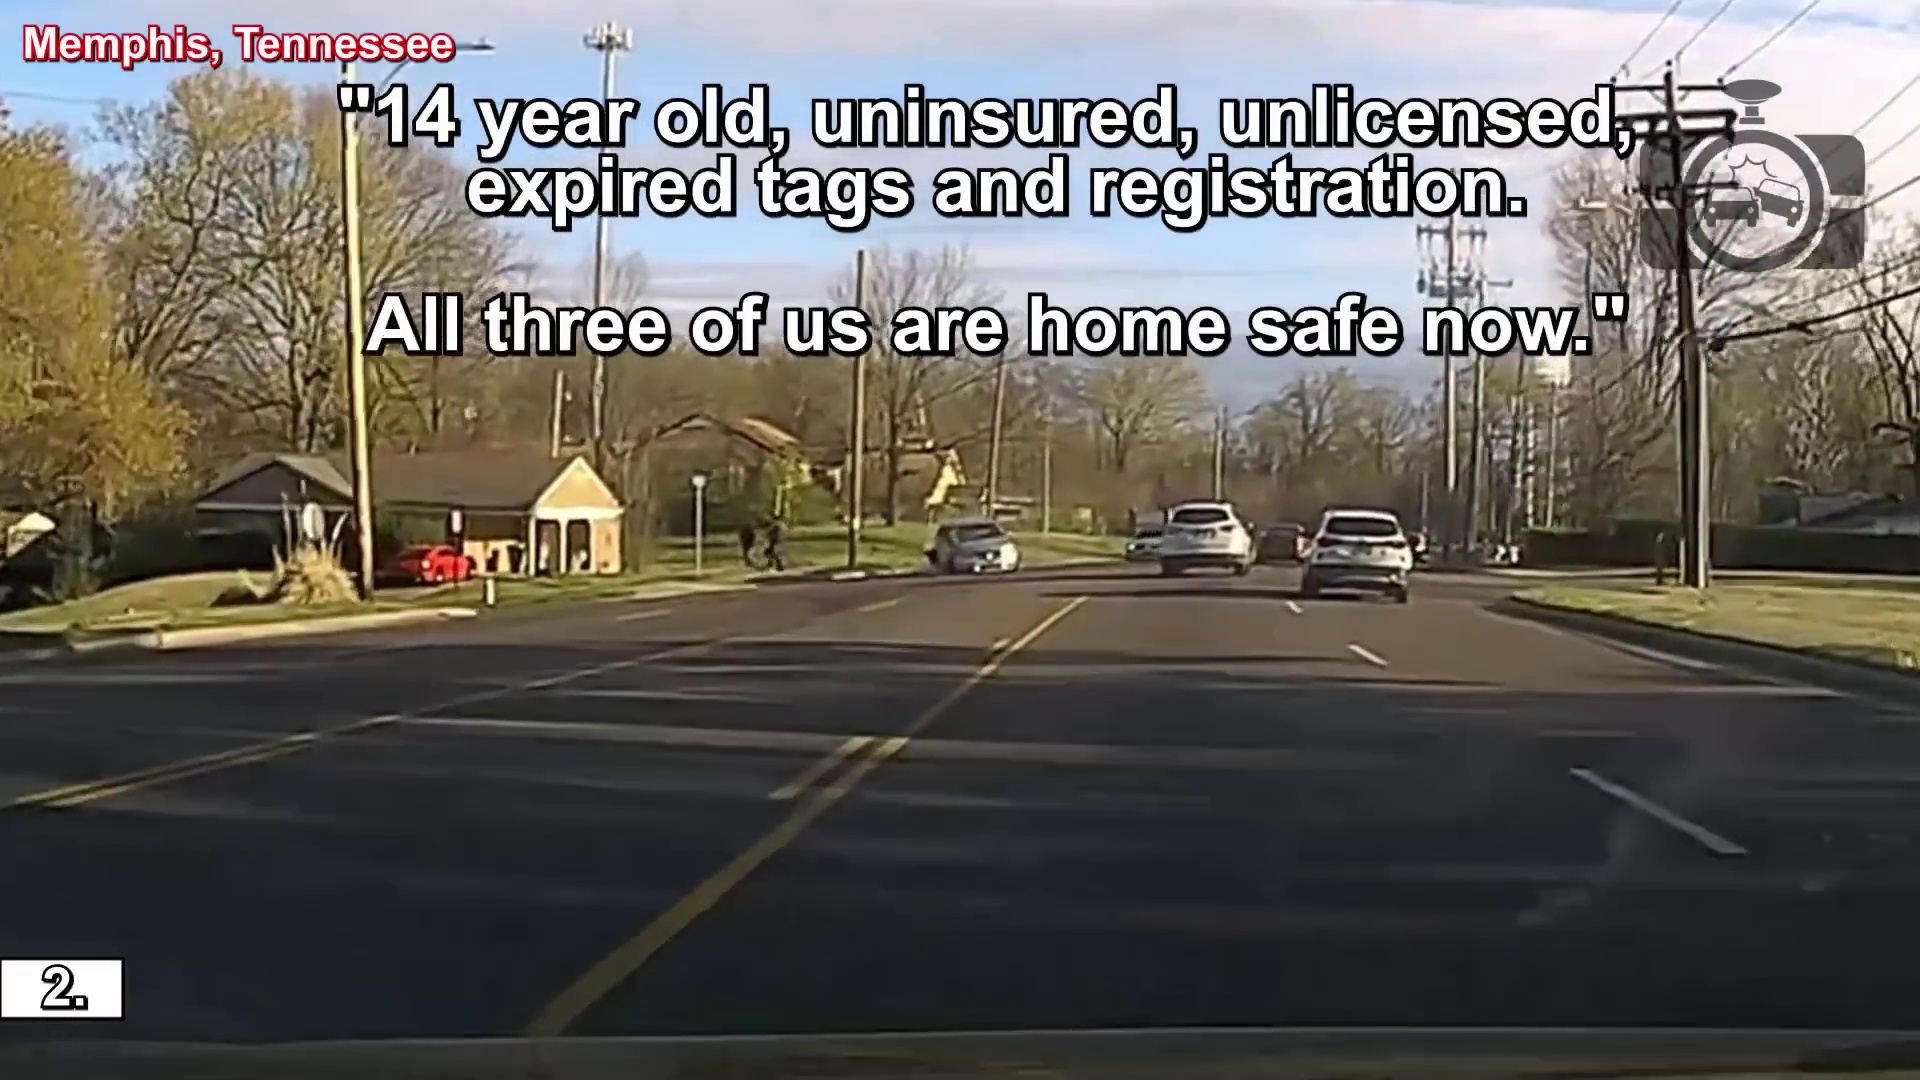 Memphis, Tennessee
"14 year old, uninsured, unlicensed,
expired tags and registration.
All three of us are home safe now."
2.